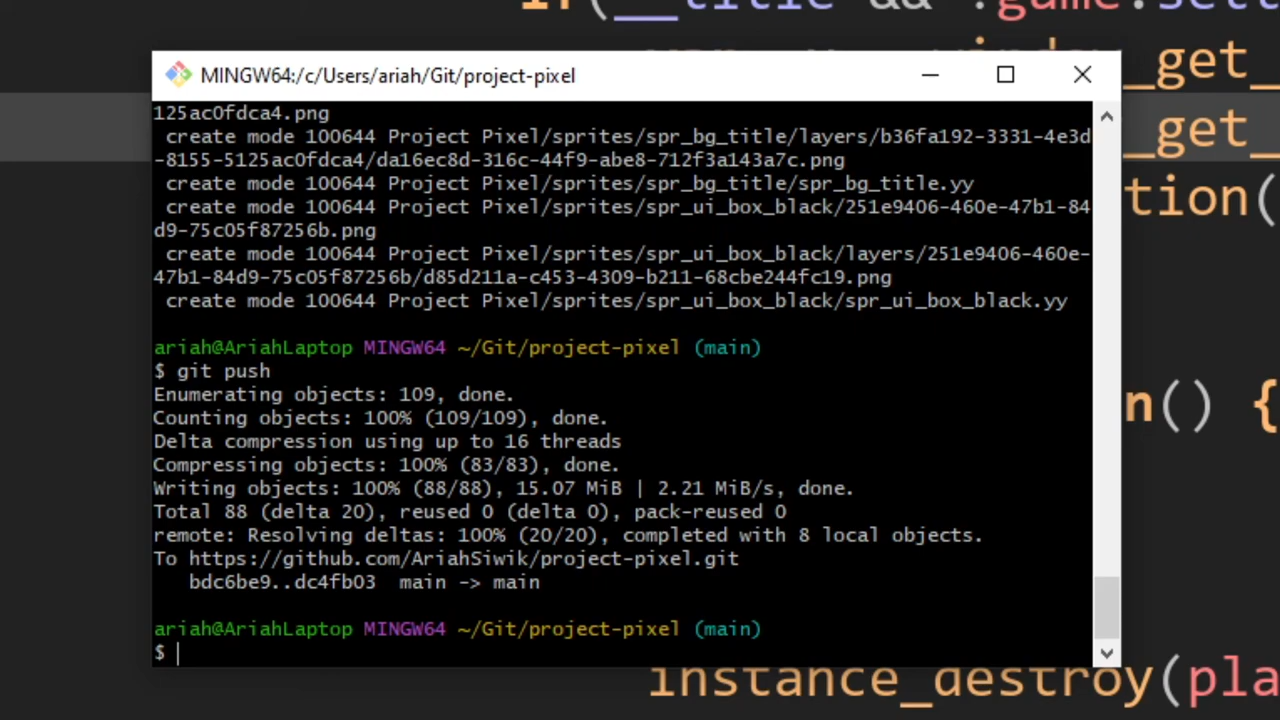 if(__title && !game.sett
MINGW64:/c/Users/ariah/Git/project-pixel
_get_
125ac0fdca4.png
create mode 100644 Project Pixel/sprites/spr_bg_title/layers/b36fa192-3331-4e3d
-8155-5125ac0fdca4/da16ec8d-316c-44f9-abe8-712f3a143a7c.png
_get_
create mode 100644 Project Pixel/sprites/spr_bg_title/spr_bg_title.yy
create mode 100644 Project Pixel/sprites/spr_ui_box_black/251e9406-460e-47b1-84
d9-75c05f87256b.png
tion(
create mode 100644 Project Pixel/sprites/spr_ui_box_black/layers/251e9406-460e-
47b1-84d9-75c05f87256b/d85d211a-c453-4309-b211-68cbe244fc19.png
create mode 100644 Project Pixel/sprites/spr_ui_box_black/spr_ui_box_black.yy
ariah@AriahLaptop MINGW64 ~/Git/project-pixel (main)
$ git push
Enumerating objects: 109, done.
Counting objects: 100% (109/109), done.
n() {
Delta compression using up to 16 threads
Compressing objects: 100% (83/83), done.
Writing objects: 100% (88/88), 15.07 MiB | 2.21 MiB/s, done.
Total 88 (delta 20), reused 0 (delta 0), pack-reused 0
remote: Resolving deltas: 100% (20/20), completed with 8 local objects.
To https://github.com/AriahSiwik/project-pixel.git
bdc6be9..dc4fb03 main -> main
ariah@AriahLaptop MINGW64 ~/Git/project-pixel (main)
$
instance_destroy(pla